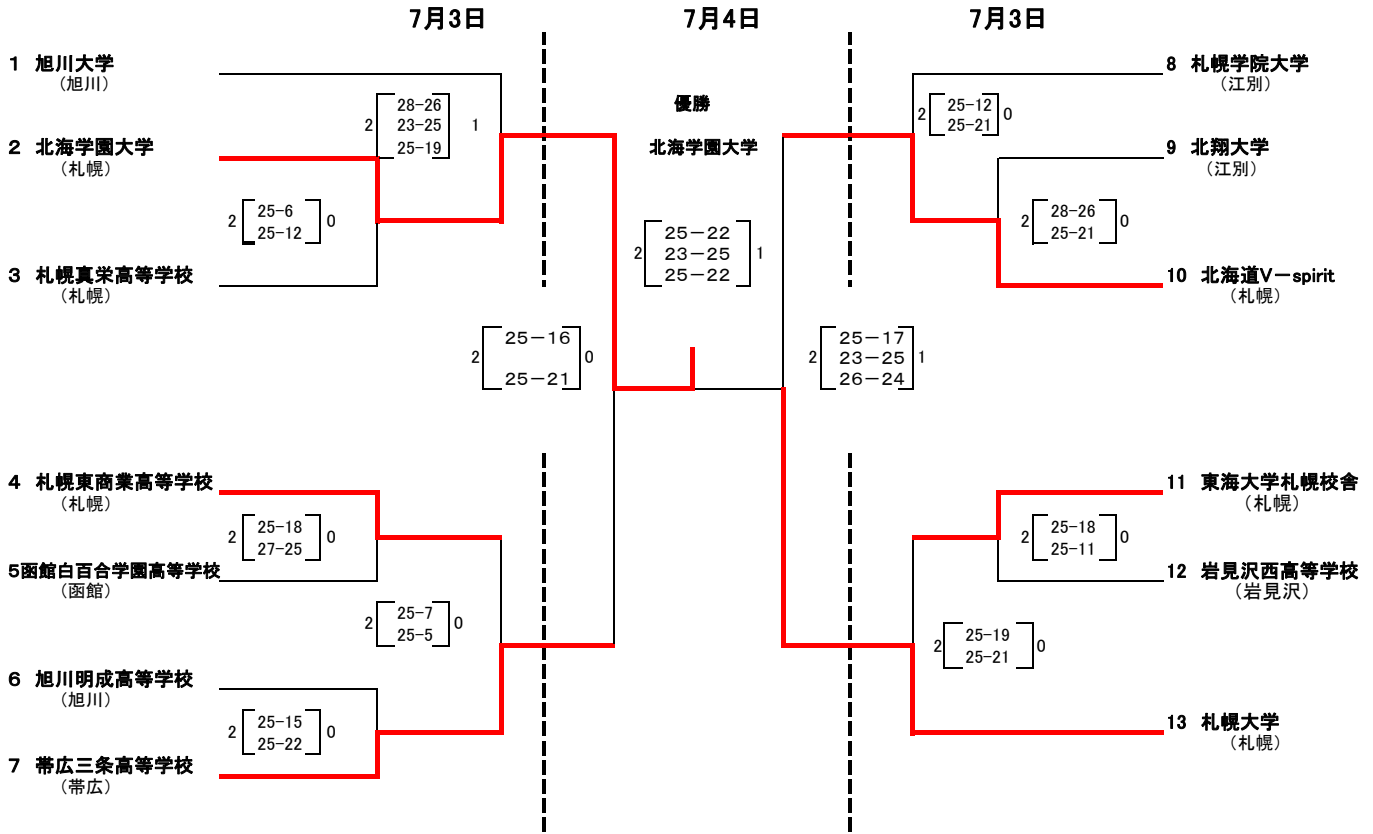 7月3日
7月4日
7月3日
1 旭川大学
（旭川）
2 北海学園大学
（札幌）
3 札幌真栄高等学校
（札幌）
4 札幌東商業高等学校
（札幌）
5函館白百合学園高等学校
（函館）
6 旭川明成高等学校
（旭川）
7 帯広三条高等学校
（帯広）
2 28-26 1
23-25
25-19
2 25-6 0
25-12
2 25-18 0
27-25
2 25-7 0
25-5
2 25-15 0
25-22
2 25－16 0
25－21
優勝
北海学園大学
2 25－22 1
23－25
25－22
2 25－17 1
23－25
26－24
8 札幌学院大学
（江別）
9 北翔大学
（江別）
10 北海道V－spirit
（札幌）
11 東海大学札幌校舎
（札幌）
12 岩見沢西高等学校
（岩見沢）
13 札幌大学
（札幌）
2 25-12 0
25-21
2 28-26 0
25-21
2 25-18 0
25-11
2 25-19 0
25-21